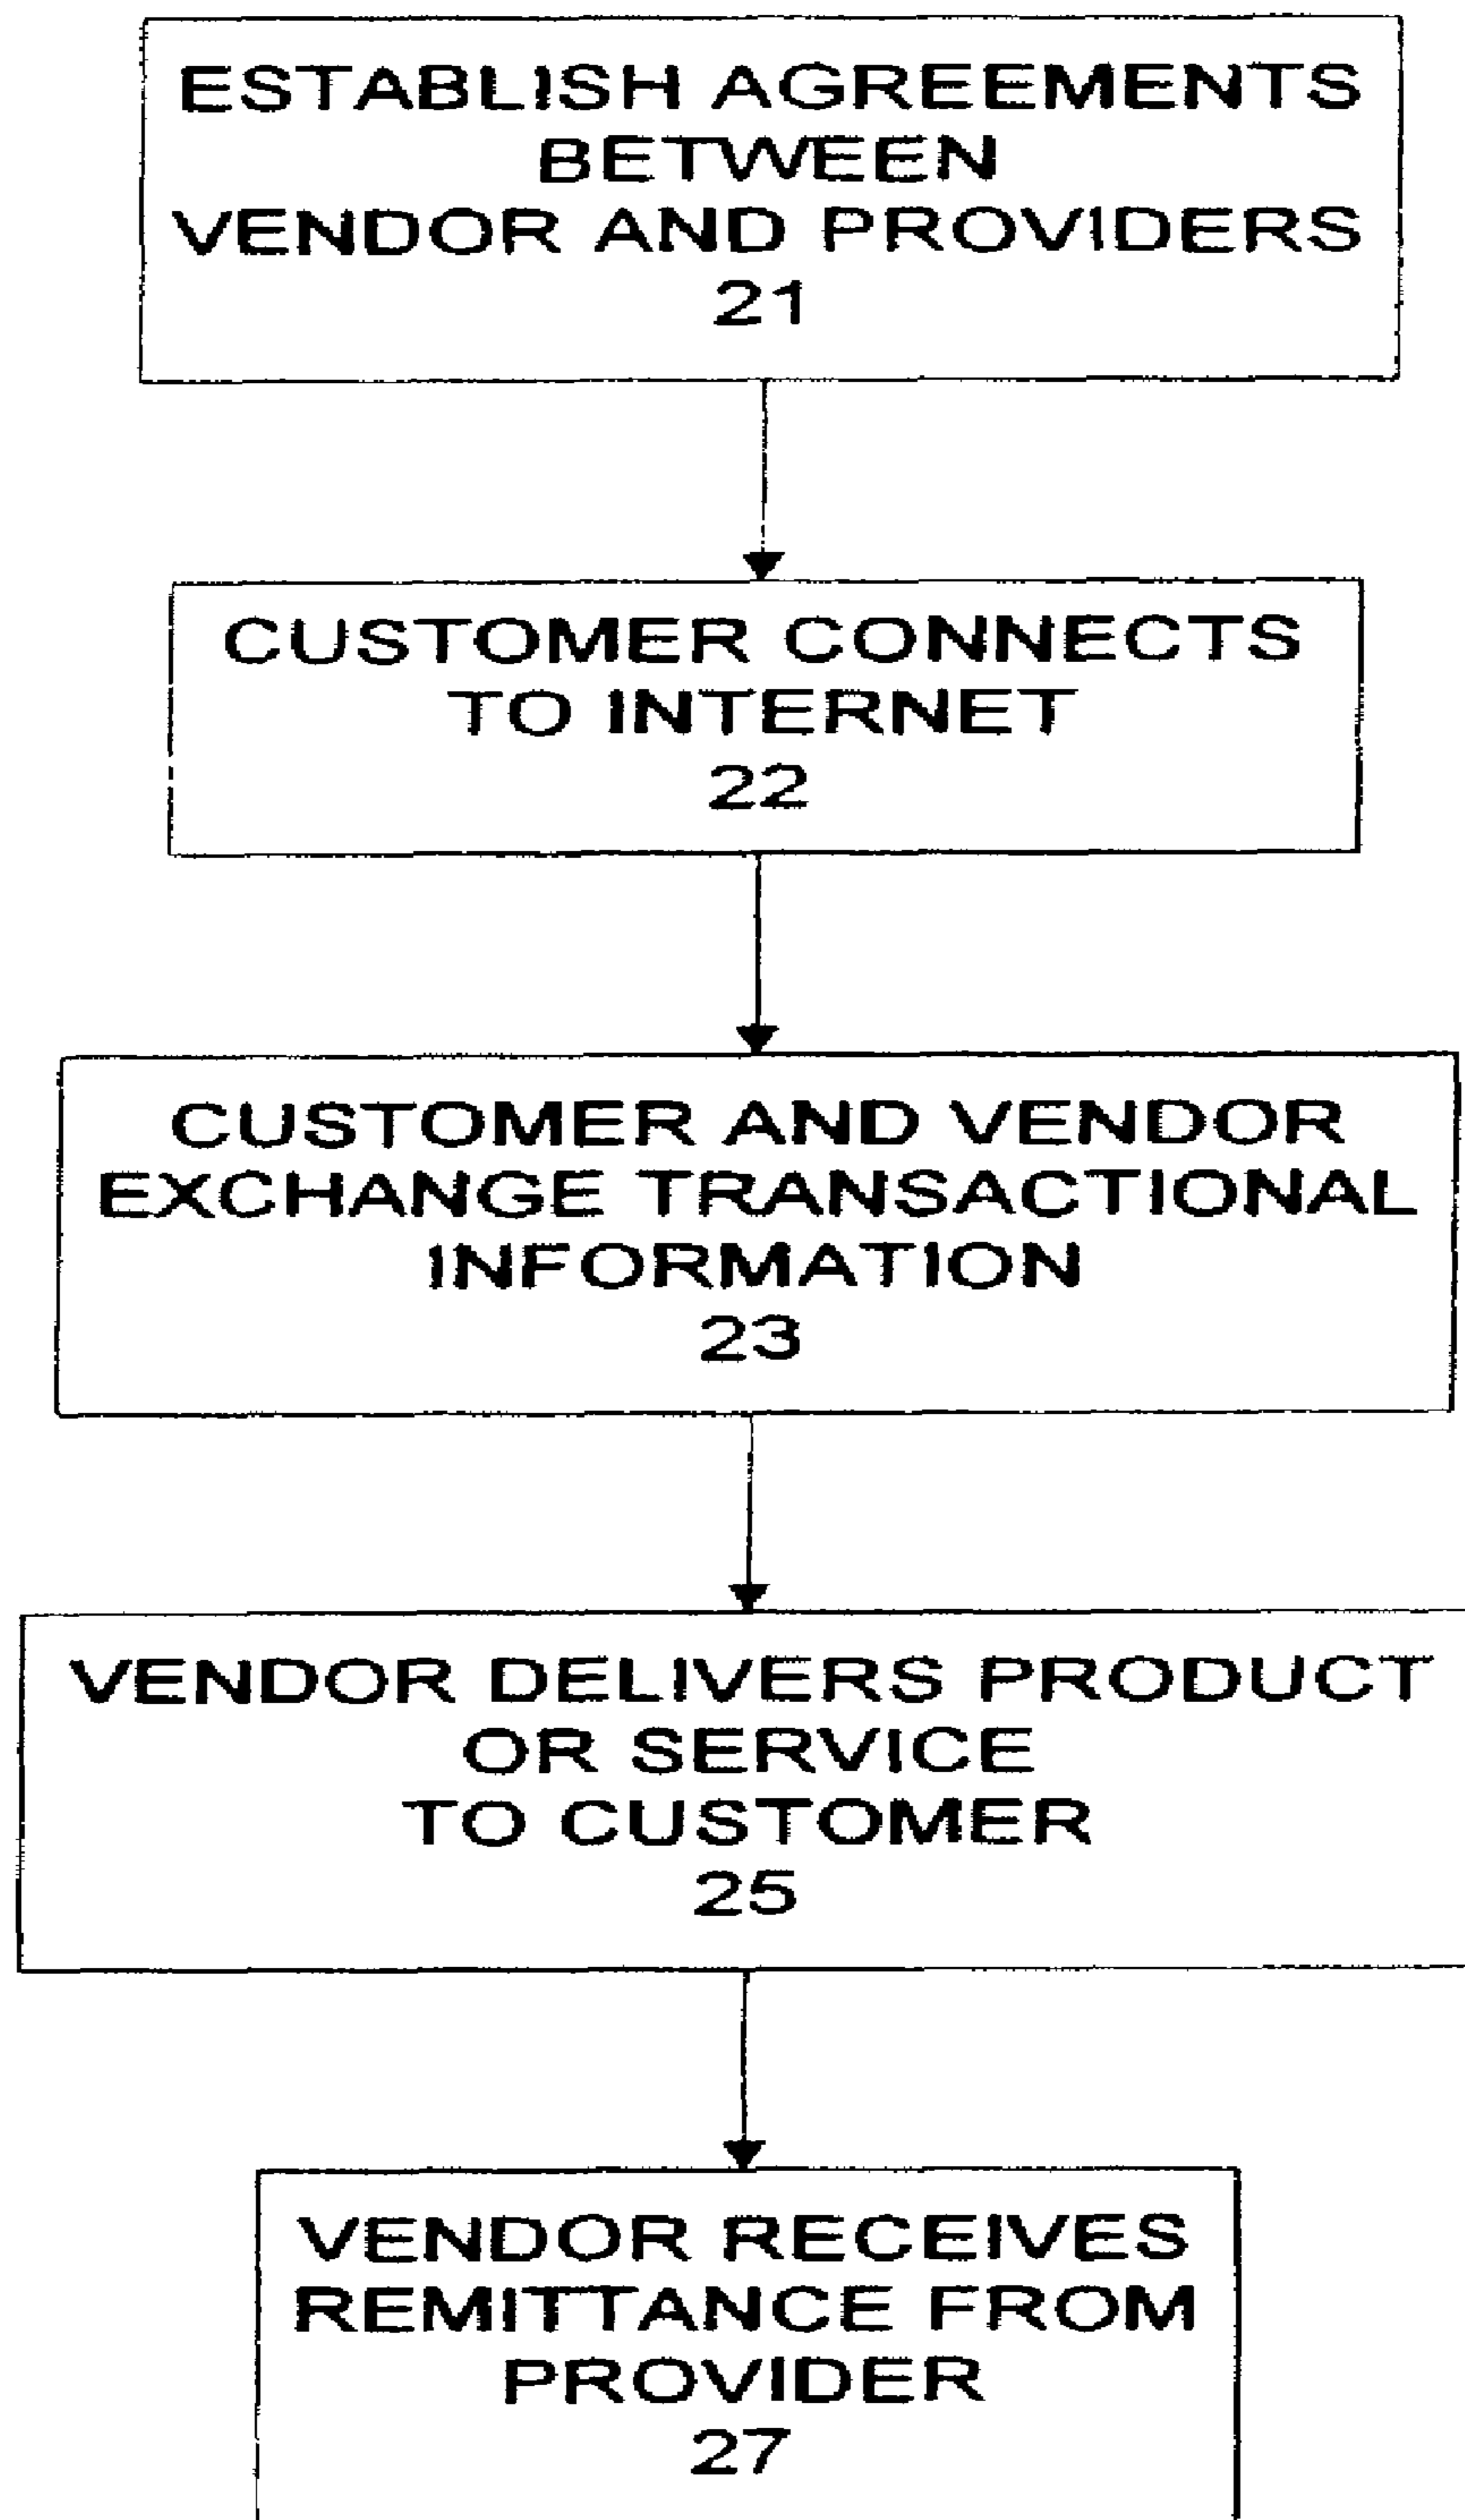 ESTABLISH AGREEMENTS
BETWEEN
VENDOR AND PROVIDERS
21
CUSTOMER CONNECTS
TO INTERNET
22
CUSTOMER AND VENDOR
EXCHANGE TRANSACTIONAL
INFORMATION
23
VENDOR DELIVERS PRODUCT
OR SERVICE
TO CUSTOMER
25
VENDOR RECEIVES
REMITTANCE FROM
PROVIDER
27